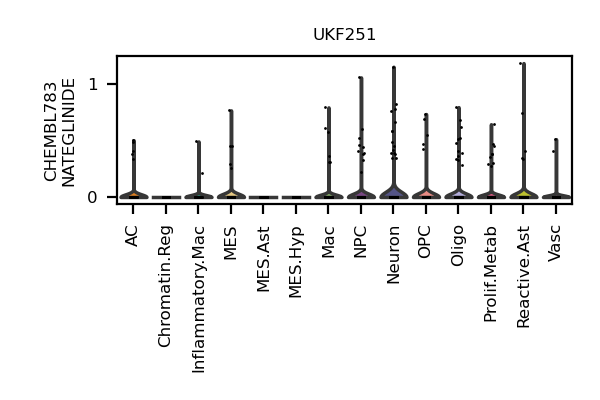 UKF251
CHEMBL783
NATEGLINIDE
1
0
AC
Chromatin.Reg
Inflammatory.Mac
MES
MES.Ast
MES.Hyp
Mac
NPC
Neuron
OPC
Oligo
Prolif.Metab
Reactive.Ast
Vasc